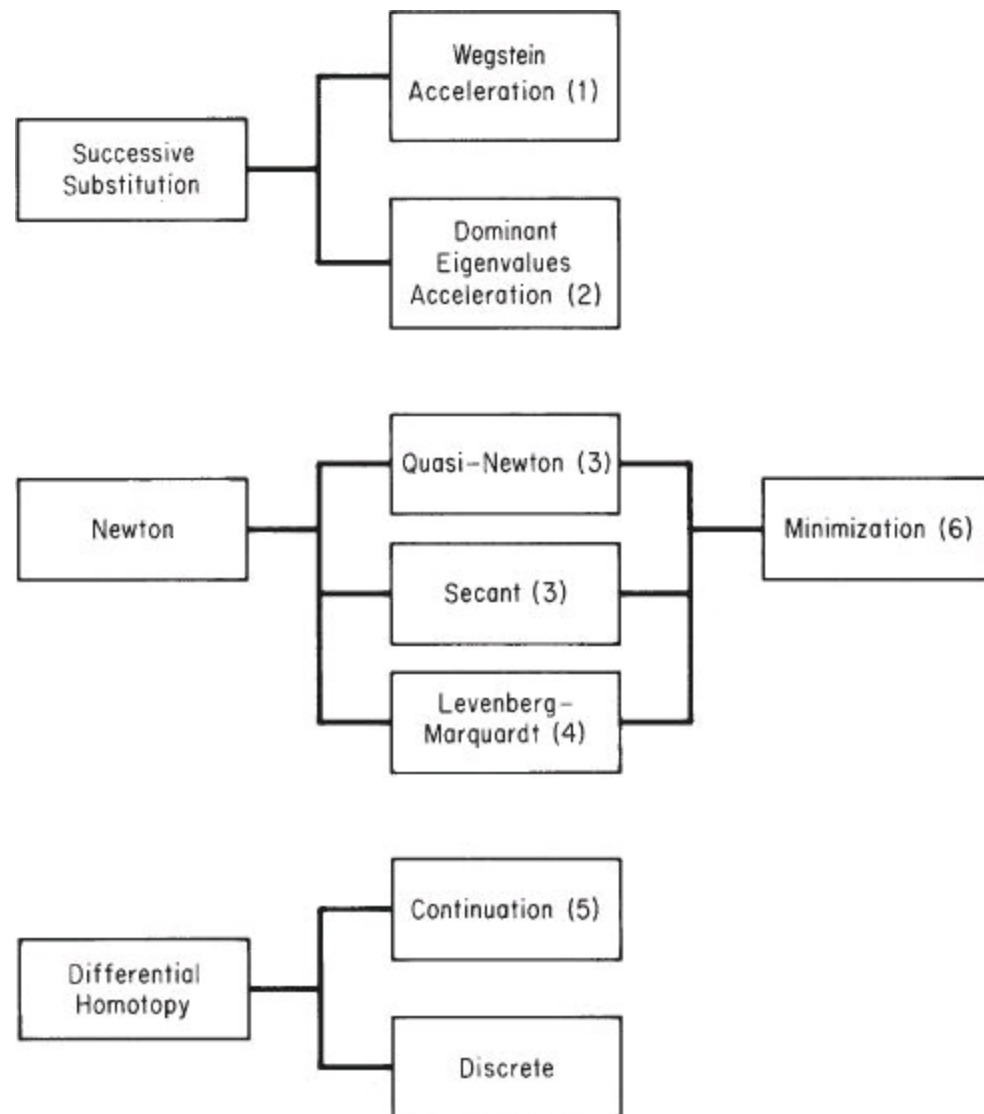 Wegstein
Acceleration (1)
Successive
Substitution
Dominant
Eigenvalues
Acceleration (2)
Quasi-Newton (3)
Newton
Minimization (6)
Secant (3)
Levenberg-
Marquardt (4)
Continuation (5)
Differential
Homotopy
Discrete